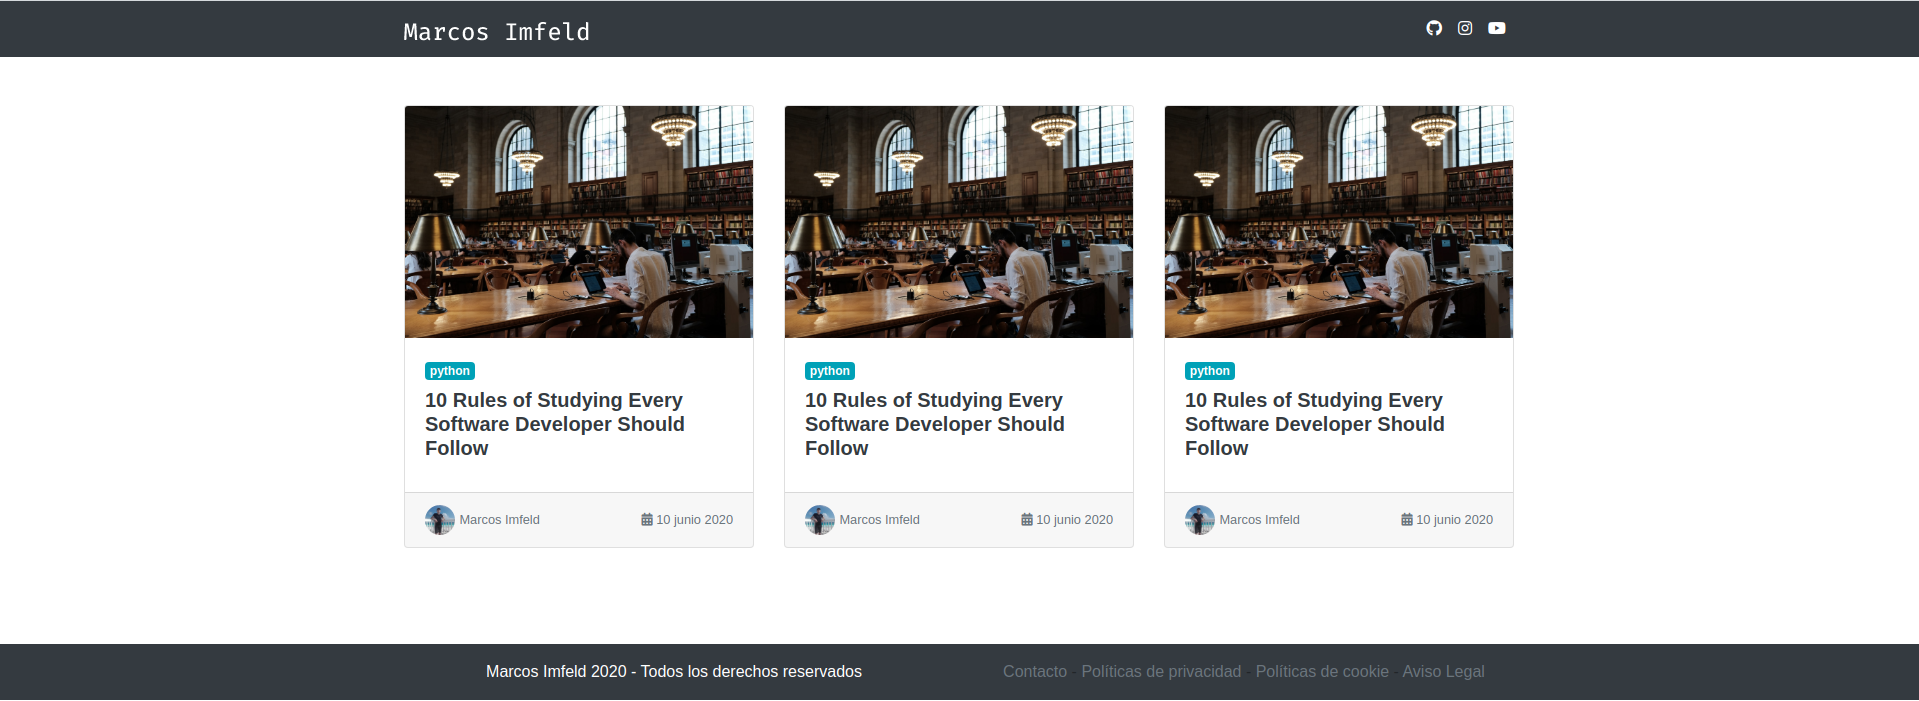 Marcos Imfeld
python
10 Rules of Studying Every
Software Developer Should
Follow
Marcos Imfeld 10 junio 2020
python
10 Rules of Studying Every
Software Developer Should
Follow
Marcos Imfeld 10 junio 2020
python
10 Rules of Studying Every
Software Developer Should
Follow
Marcos Imfeld 10 junio 2020
Marcos Imfeld 2020 - Todos los derechos reservados
Contacto - Políticas de privacidad - Políticas de cookie - Aviso Legal